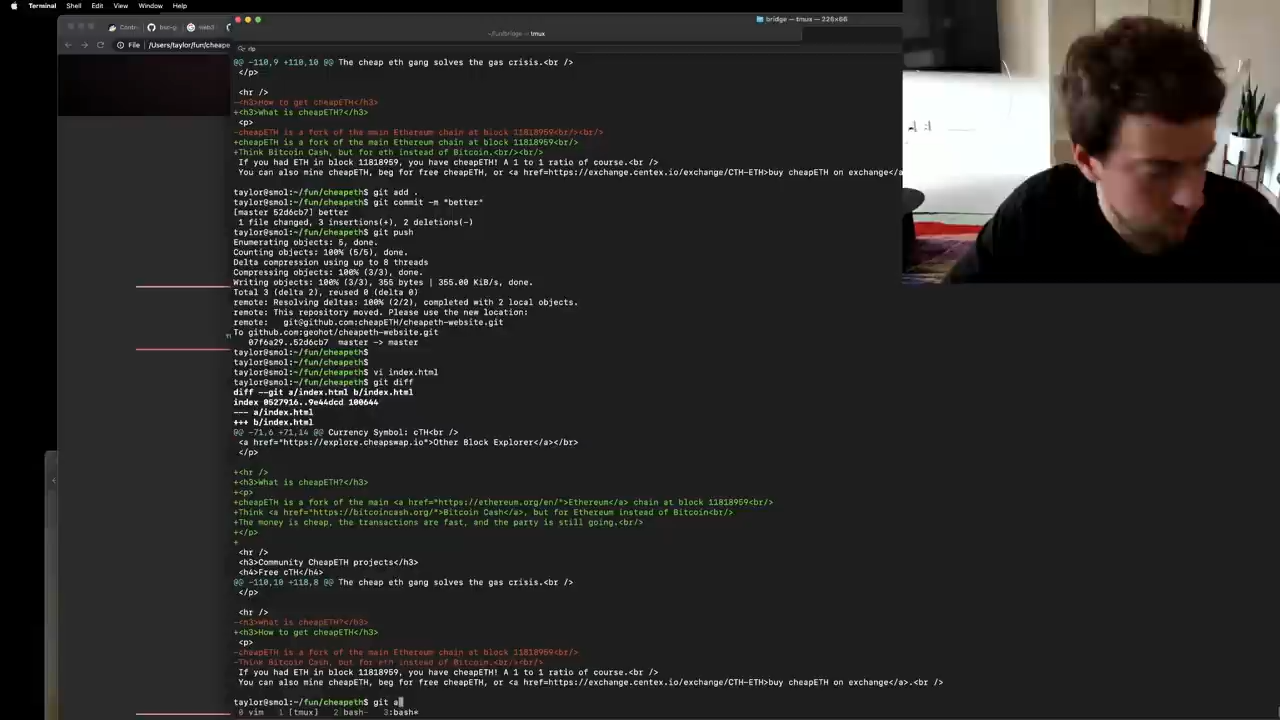 Terminal Shell Edit View Window Help
bridge — tmux — 226x66
~/fun/bridge — tmux
File /Users/taylor/fun/cheape
@@ -110,9 +110,10 @@ The cheap eth gang solves the gas crisis.<br />
</p>
<hr />
-<h3>How to get cheapETH</h3>
+<h3>What is cheapETH?</h3>
<p>
-cheapETH is a fork of the main Ethereum chain at block 11818959<br/><br/>
+cheapETH is a fork of the main Ethereum chain at block 11818959<br/>
+Think Bitcoin Cash, but for eth instead of Bitcoin.<br/><br/>
If you had ETH in block 11818959, you have cheapETH! A 1 to 1 ratio of course.<br />
You can also mine cheapETH, beg for free cheapETH, or <a href=https://exchange.centex.io/exchange/CTH-ETH>buy cheapETH on exchange</a
taylor@smol:~/fun/cheapeth$ git add .
taylor@smol:~/fun/cheapeth$ git commit -m "better"
[master 52d6cb7] better
1 file changed, 3 insertions(+), 2 deletions(-)
taylor@smol:~/fun/cheapeth$ git push
Enumerating objects: 5, done.
Counting objects: 100% (5/5), done.
Delta compression using up to 8 threads
Compressing objects: 100% (3/3), done.
Writing objects: 100% (3/3), 355 bytes | 355.00 KiB/s, done.
Total 3 (delta 2), reused 0 (delta 0)
remote: Resolving deltas: 100% (2/2), completed with 2 local objects.
remote: This repository moved. Please use the new location:
remote: git@github.com:cheapETH/cheapeth-website.git
To github.com:geohot/cheapeth-website.git
07f6a29..52d6cb7 master -> master
taylor@smol:~/fun/cheapeth$
taylor@smol:~/fun/cheapeth$
taylor@smol:~/fun/cheapeth$ vi index.html
taylor@smol:~/fun/cheapeth$ git diff
diff --git a/index.html b/index.html
index 0527916..9e44dcd 100644
--- a/index.html
+++ b/index.html
@@ -71,6 +71,14 @@ Currency Symbol: cTH<br />
<a href="https://explore.cheapswap.io">Other Block Explorer</a></br>
</p>
+<hr />
+<h3>What is cheapETH?</h3>
+<p>
+cheapETH is a fork of the main <a href="https://ethereum.org/en/">Ethereum</a> chain at block 11818959<br/>
+Think <a href="https://bitcoincash.org/">Bitcoin Cash</a>, but for Ethereum instead of Bitcoin<br/>
+The money is cheap, the transactions are fast, and the party is still going.<br/>
+</p>
+
<hr />
<h3>Community CheapETH projects</h3>
<h4>Free cTH</h4>
@@ -110,10 +118,8 @@ The cheap eth gang solves the gas crisis.<br />
</p>
<hr />
-<h3>What is cheapETH?</h3>
+<h3>How to get cheapETH</h3>
<p>
-cheapETH is a fork of the main Ethereum chain at block 11818959<br/>
-Think Bitcoin Cash, but for eth instead of Bitcoin.<br/><br/>
If you had ETH in block 11818959, you have cheapETH! A 1 to 1 ratio of course.<br />
You can also mine cheapETH, beg for free cheapETH, or <a href=https://exchange.centex.io/exchange/CTH-ETH>buy cheapETH on exchange</a>.<br />
taylor@smol:~/fun/cheapeth$ git a
0 vim 1 [tmux] 2 bash- 3:bash*